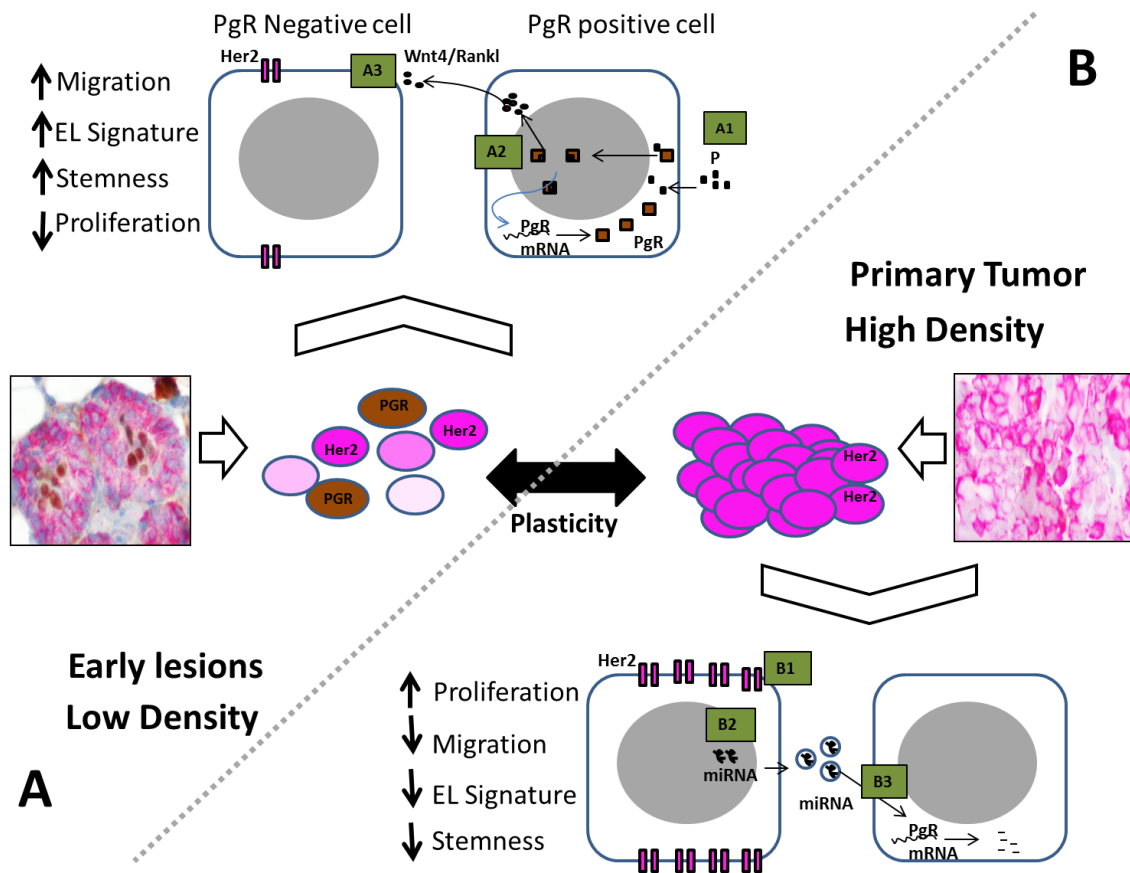 PgR Negative cell
PgR positive cell
B
Her2
A3
Wnt4/Rankl
Migration
EL Signature
Stemness
Proliferation
A1
P
A2
PgR
mRNA
PgR
Primary Tumor
High Density
PGR
Her2
Her2
PGR
Her2
Her2
Plasticity
Early lesions
Low Density
A
Her2
B1
Proliferation
Migration
EL Signature
Stemness
B2
miRNA
miRNA
B3
PgR
mRNA